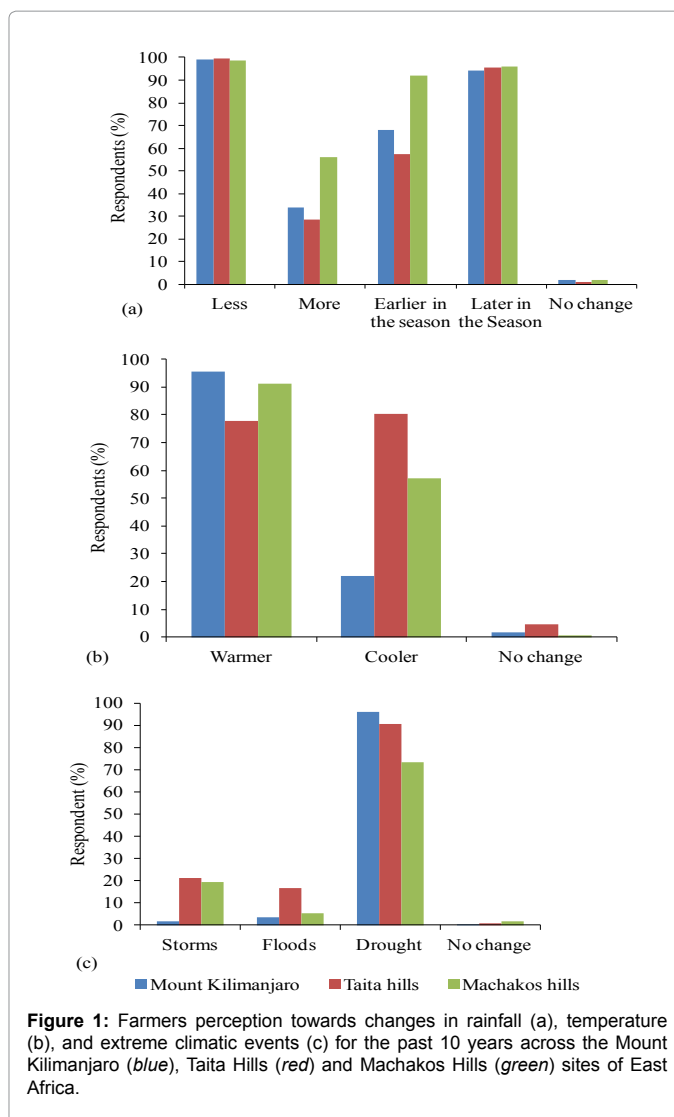 Respondents (%)
100
90
80
70
60
50
40
30
20
10
0
Less More Earlier in the season Later in the Season No change
(a)
Respondents (%)
100
90
80
70
60
50
40
30
20
10
0
Warmer Cooler No change
(b)
Respondent (%)
100
90
80
70
60
50
40
30
20
10
0
Storms Floods Drought No change
(c)
Mount Kilimanjaro Taita hills Machakos hills
Figure 1: Farmers perception towards changes in rainfall (a), temperature
(b), and extreme climatic events (c) for the past 10 years across the Mount
Kilimanjaro (blue), Taita Hills (red) and Machakos Hills (green) sites of East
Africa.